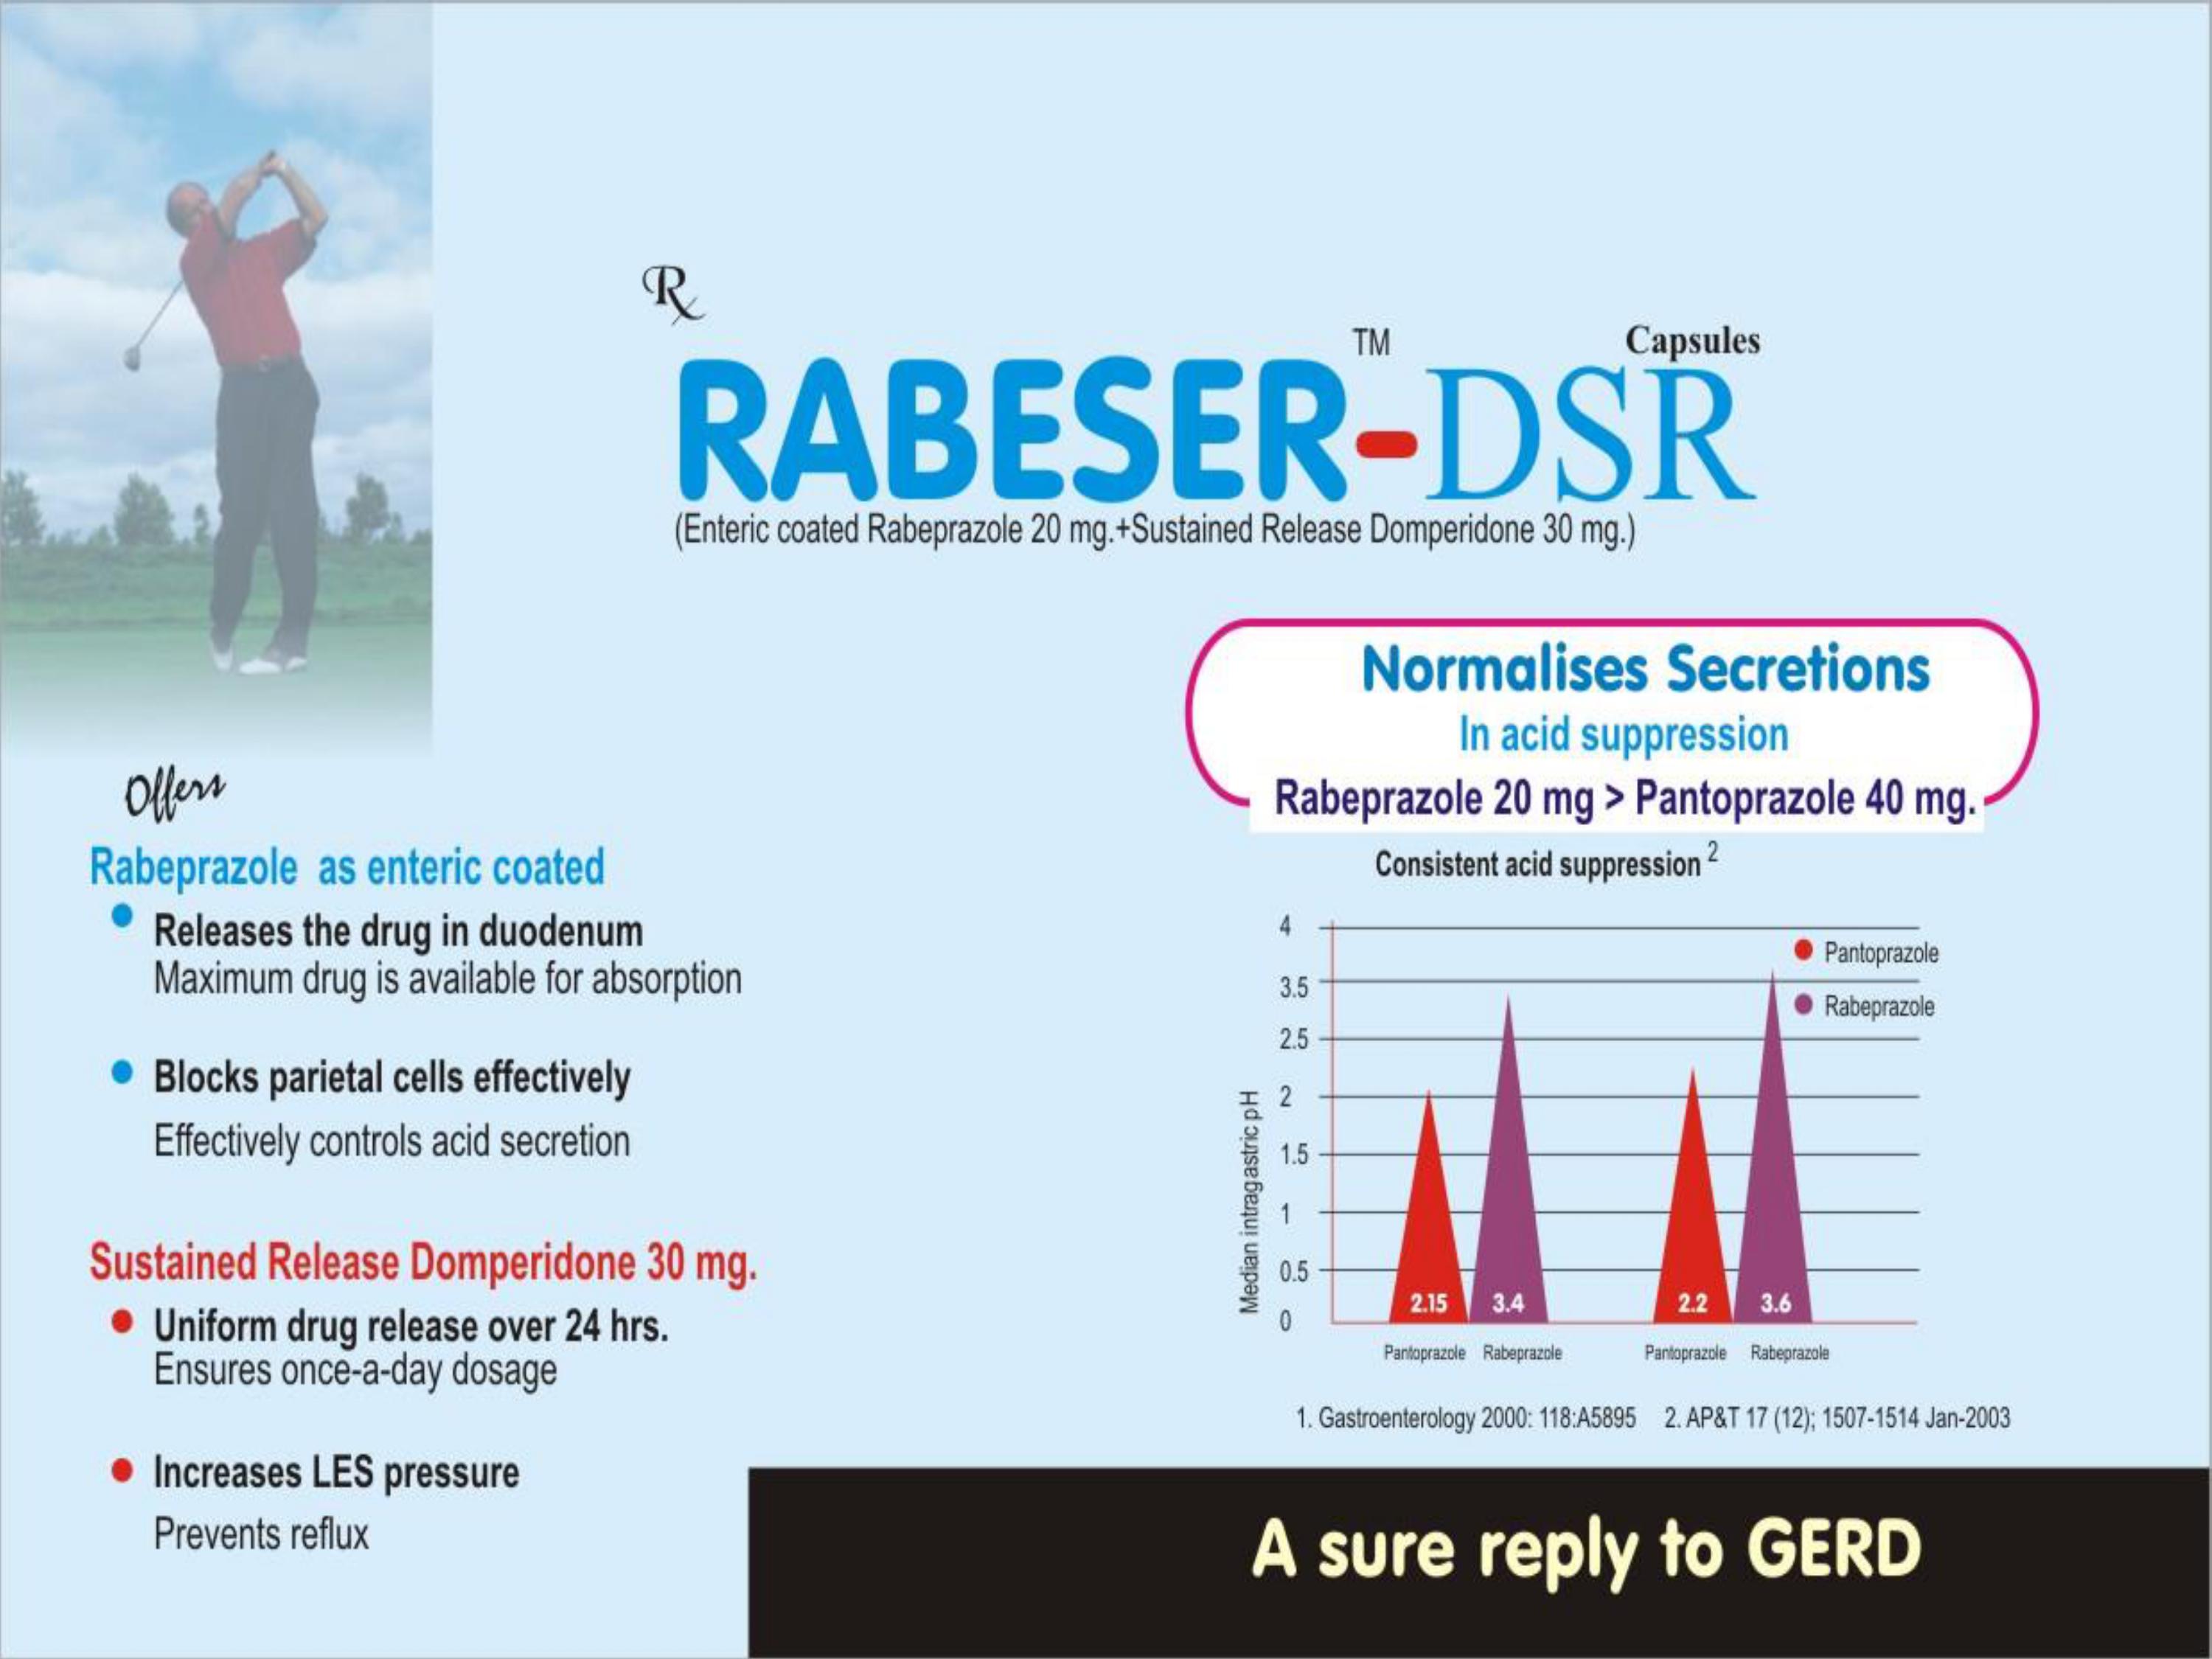 Rx
TM
Capsules
RABESER-DSR
(Enteric coated Rabeprazole 20 mg.+Sustained Release Domperidone 30 mg.)
Offers
Rabeprazole as enteric coated
Releases the drug in duodenum
Maximum drug is available for absorption
Blocks parietal cells effectively
Effectively controls acid secretion
Sustained Release Domperidone 30 mg.
Uniform drug release over 24 hrs.
Ensures once-a-day dosage
Increases LES pressure
Prevents reflux
Normalises Secretions
In acid suppression
Rabeprazole 20 mg > Pantoprazole 40 mg.
Consistent acid suppression 2
Median intragastric pH
4
3.5
2.5
2
1.5
1
0.5
0
Pantoprazole
Rabeprazole
2.15 3.4 2.2 3.6
Pantoprazole Rabeprazole Pantoprazole Rabeprazole
1. Gastroenterology 2000: 118:A5895 2. AP&T 17 (12); 1507-1514 Jan-2003
A sure reply to GERD